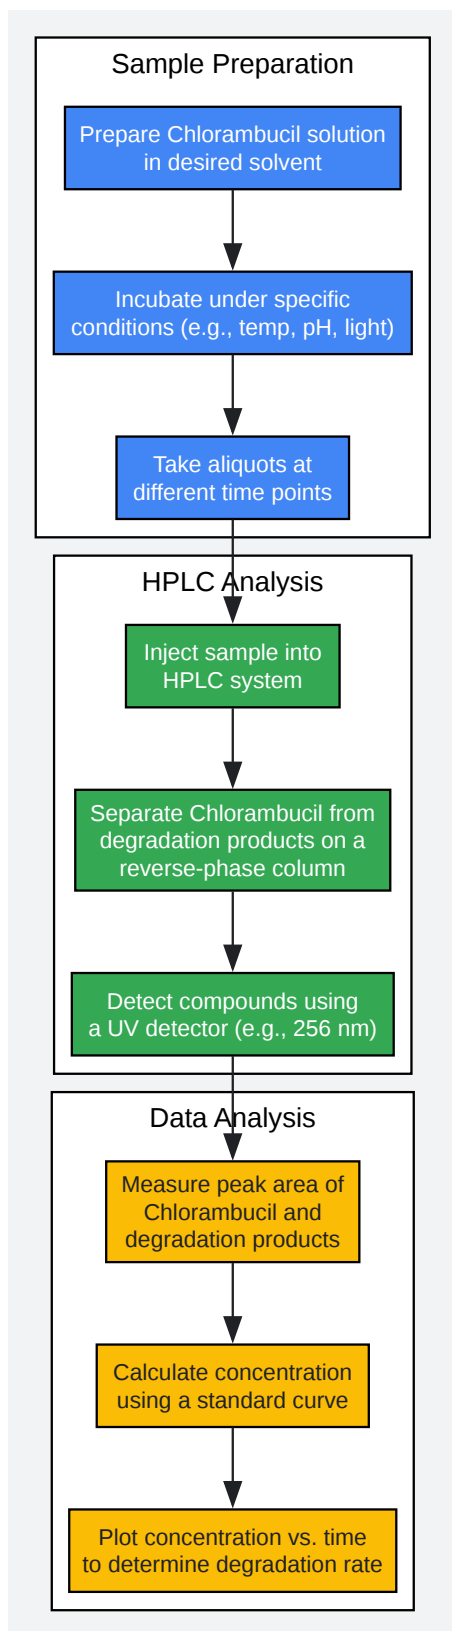 Sample Preparation
Prepare Chlorambucil solution
in desired solvent
Incubate under specific
conditions (e.g., temp, pH, light)
Take aliquots at
different time points
HPLC Analysis
Inject sample into
HPLC system
Separate Chlorambucil from
degradation products on a
reverse-phase column
Detect compounds using
a UV detector (e.g., 256 nm)
Data Analysis
Measure peak area of
Chlorambucil and
degradation products
Calculate concentration
using a standard curve
Plot concentration vs. time
to determine degradation rate